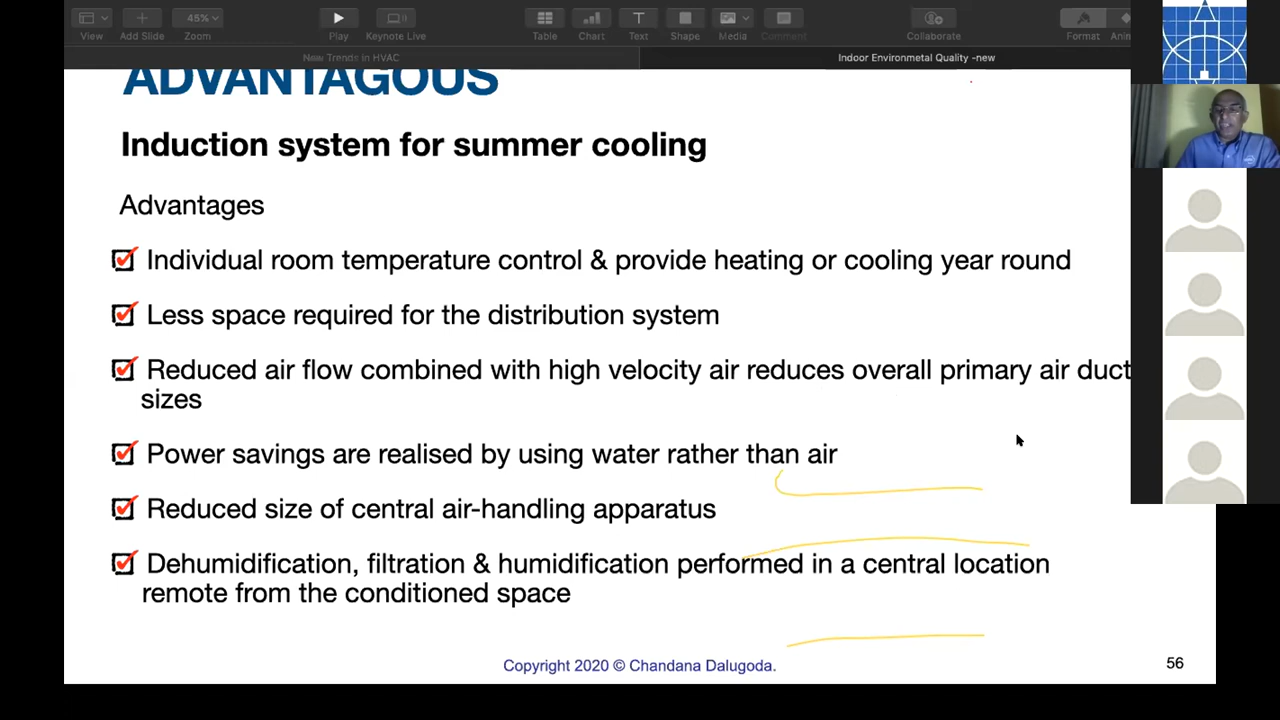 45%
View
Add Slide
Zoom
Play
Keynote Live
Table
Chart
Text
Shape
Media
Comment
Collaborate
Format
New Trends in HVAC
Indoor Environmetal Quality -new
ADVANTAGOUS
Induction system for summer cooling
Advantages
Individual room temperature control & provide heating or cooling year round
Less space required for the distribution system
Reduced air flow combined with high velocity air reduces overall primary air duct
sizes
Power savings are realised by using water rather than air
Reduced size of central air-handling apparatus
Dehumidification, filtration & humidification performed in a central location
remote from the conditioned space
Copyright 2020 © Chandana Dalugoda.
56